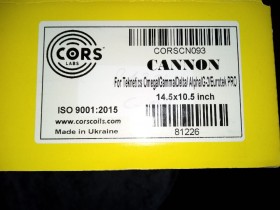 CORS
LABS
CORSCN093
CANNON
For Teknetics Omega/Gamma/Delta/ Alpha/G-2/Eurotek PRO
14.5x10.5 inch
ISO 9001:2015
www.corscoils.com
Made in Ukraine
81226